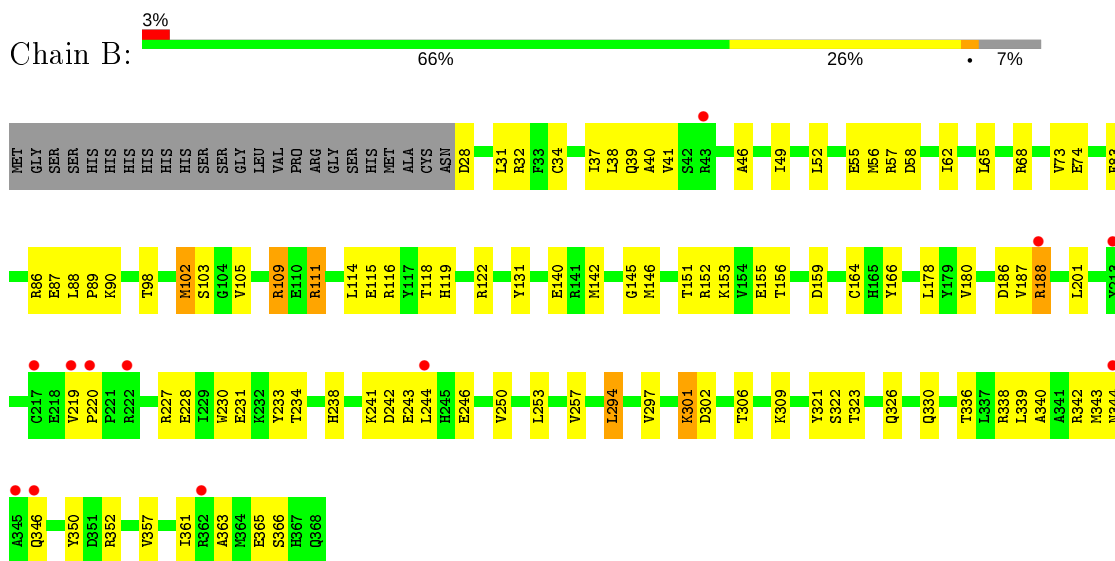 3%
Chain B:
66% 26% • 7%
MET GLY SER SER HIS HIS HIS HIS HIS HIS SER SER GLY LEU VAL PRO ARG GLY SER HIS MET ALA CYS ASN D28 L31 R32 F33 C34 I37 L38 Q39 A40 V41 S42 R43 A46 I49 L52 E55 M56 R57 D58 I62 L65 R68 V73 E74
R86 E87 L88 P89 K90 T98 M102 S103 G104 V105 R109 E110 R111 L114 E115 R116 Y117 T118 H119 R122 Y131 E140 R141 M142 G145 M146 T151 R152 K153 V154 E155 T156 D159 C164 H165 Y166 L178 Y179 V180 D186 V187 R188 L201
C217 E218 V219 P220 P221 R222 R227 E228 I229 W230 E231 K232 Y233 T234 H238 K241 D242 E243 L244 H245 E246 V250 L253 V257 L294 V297 K301 D302 T306 K309 Y321 S322 T323 Q326 Q330 T336 L337 R338 L339 A340 A341 R342 M343
A345 Q346 Y350 D351 R352 V357 I361 R362 A363 M364 E365 S366 H367 Q368